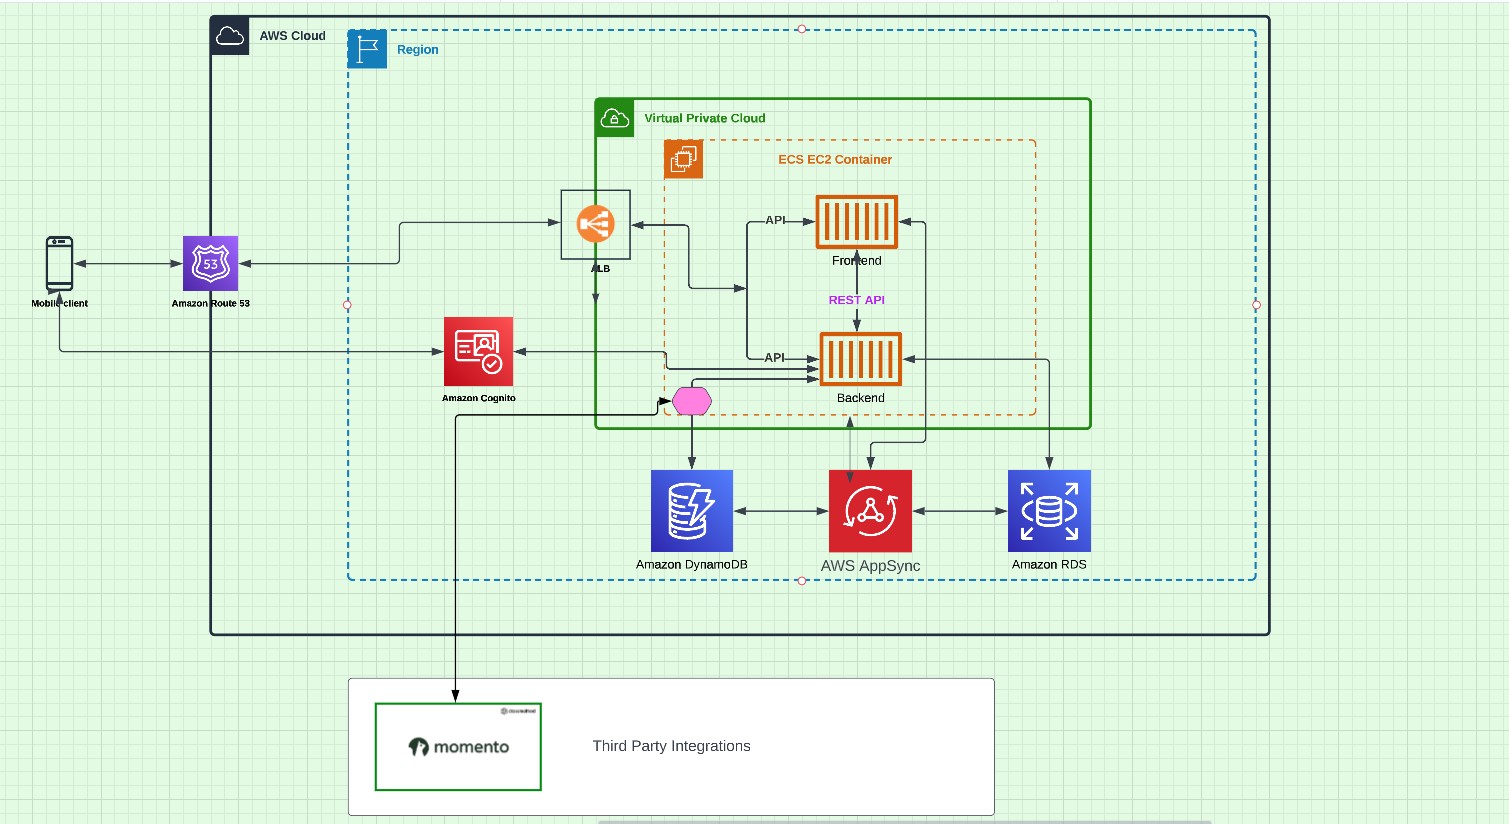 AWS Cloud
Region
Virtual Private Cloud
ECS EC2 Container
API
Frontend
ALB
53
Mobile client
Amazon Route 53
REST API
API
Backend
Amazon Cognito
Amazon DynamoDB
AWS AppSync
Amazon RDS
momento
Third Party Integrations